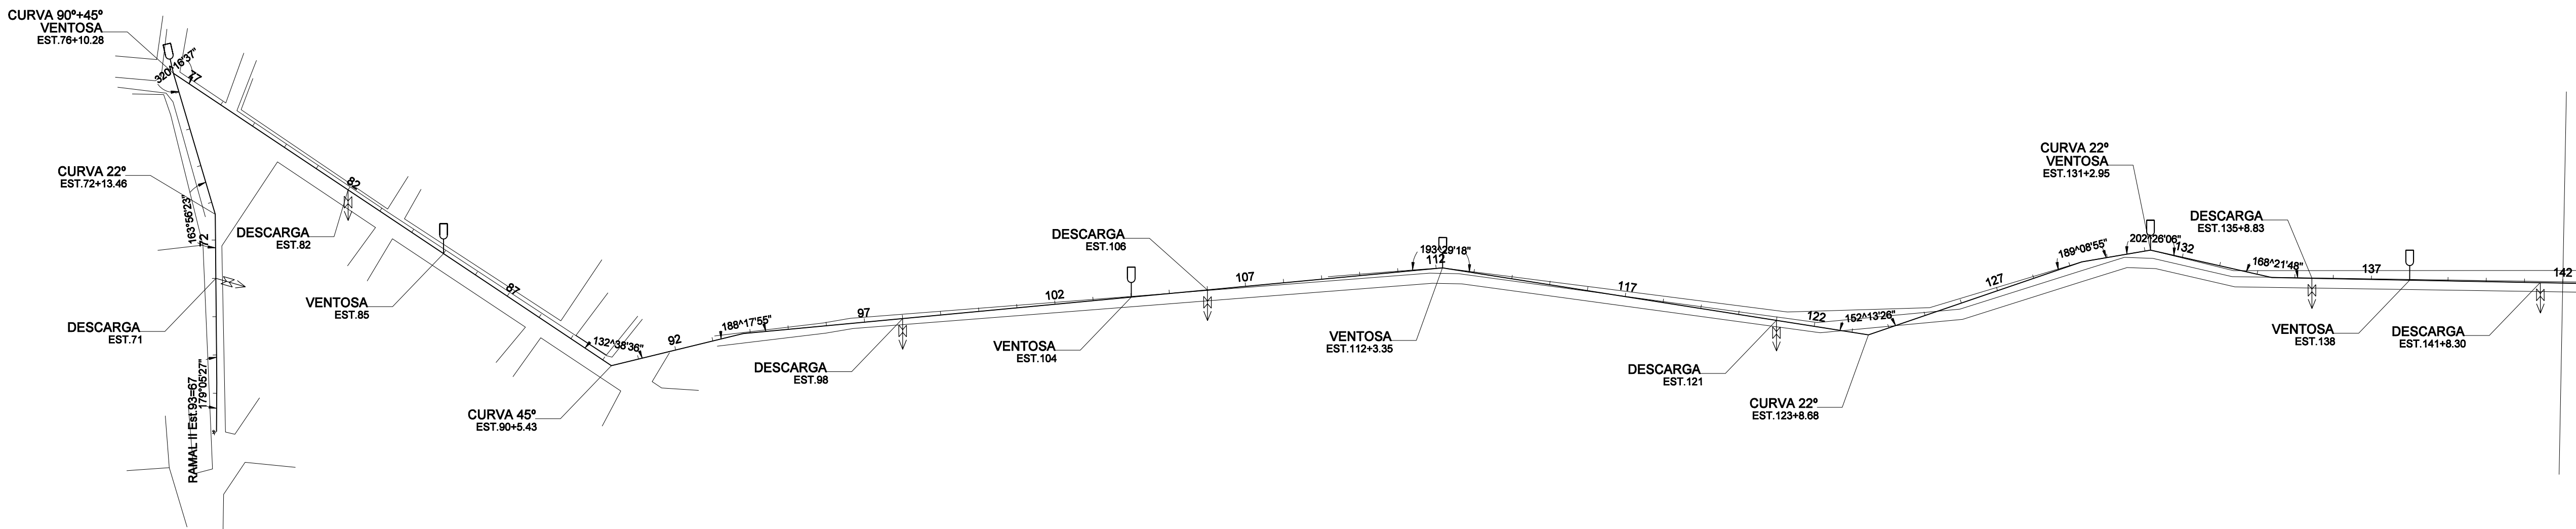 CURVA 90º+45º
VENTOSA
EST.76+10.28
320^16'37"
77
CURVA 22º
EST.72+13.46
163°56'23"
72
DESCARGA
EST.71
179°05'27"
RAMAL II Est.93=67
82
DESCARGA
EST.82
VENTOSA
EST.85
87
132^38'36"
CURVA 45º
EST.90+5.43
92
188^17'55"
97
DESCARGA
EST.98
102
VENTOSA
EST.104
DESCARGA
EST.106
107
193^29'18"
112
VENTOSA
EST.112+3.35
117
DESCARGA
EST.121
122
152^13'26"
CURVA 22º
EST.123+8.68
127
189^08'55"
CURVA 22º
VENTOSA
EST.131+2.95
202^26'06"
132
DESCARGA
EST.135+8.83
168^21'48"
137
VENTOSA
EST.138
DESCARGA
EST.141+8.30
142